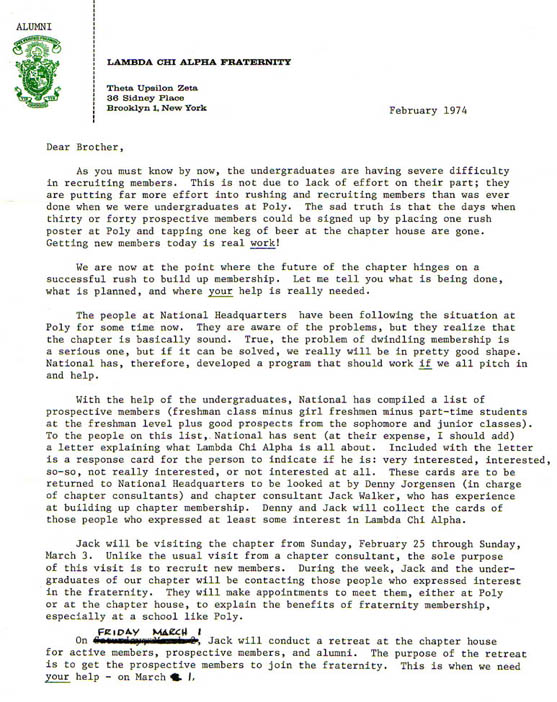 ALUMNI
LAMBDA CHI ALPHA FRATERNITY
Theta Upsilon Zeta
36 Sidney Place
Brooklyn 1, New York
February 1974
Dear Brother,
As you must know by now, the undergraduates are having severe difficulty
in recruiting members. This is not due to lack of effort on their part; they
are putting far more effort into rushing and recruiting members than was ever
done when we were undergraduates at Poly. The sad truth is that the days when
thirty or forty prospective members could be signed up by placing one rush
poster at Poly and tapping one keg of beer at the chapter house are gone.
Getting new members today is real work!
We are now at the point where the future of the chapter hinges on a
successful rush to build up membership. Let me tell you what is being done,
what is planned, and where your help is really needed.
The people at National Headquarters have been following the situation at
Poly for some time now. They are aware of the problems, but they realize that
the chapter is basically sound. True, the problem of dwindling membership is
a serious one, but if it can be solved, we really will be in pretty good shape.
National has, therefore, developed a program that should work if we all pitch in
and help.
With the help of the undergraduates, National has compiled a list of
prospective members (freshman class minus girl freshmen minus part-time students
at the freshman level plus good prospects from the sophomore and junior classes).
To the people on this list, National has sent (at their expense, I should add)
a letter explaining what Lambda Chi Alpha is all about. Included with the letter
is a response card for the person to indicate if he is: very interested, interested,
so-so, not really interested, or not interested at all. These cards are to be
returned to National Headquarters to be looked at by Denny Jorgensen (in charge
of chapter consultants) and chapter consultant Jack Walker, who has experience
at building up chapter membership. Denny and Jack will collect the cards of
those people who expressed at least some interest in Lambda Chi Alpha.
Jack will be visiting the chapter from Sunday, February 25 through Sunday,
March 3. Unlike the usual visit from a chapter consultant, the sole purpose
of this visit is to recruit new members. During the week, Jack and the under-
graduates of our chapter will be contacting those people who expressed interest
in the fraternity. They will make appointments to meet them, either at Poly
or at the chapter house, to explain the benefits of fraternity membership,
especially at a school like Poly.
FRIDAY MARCH 1
On Saturday, March 2, Jack will conduct a retreat at the chapter house
for active members, prospective members, and alumni. The purpose of the retreat
is to get the prospective members to join the fraternity. This is when we need
your help - on March 1.